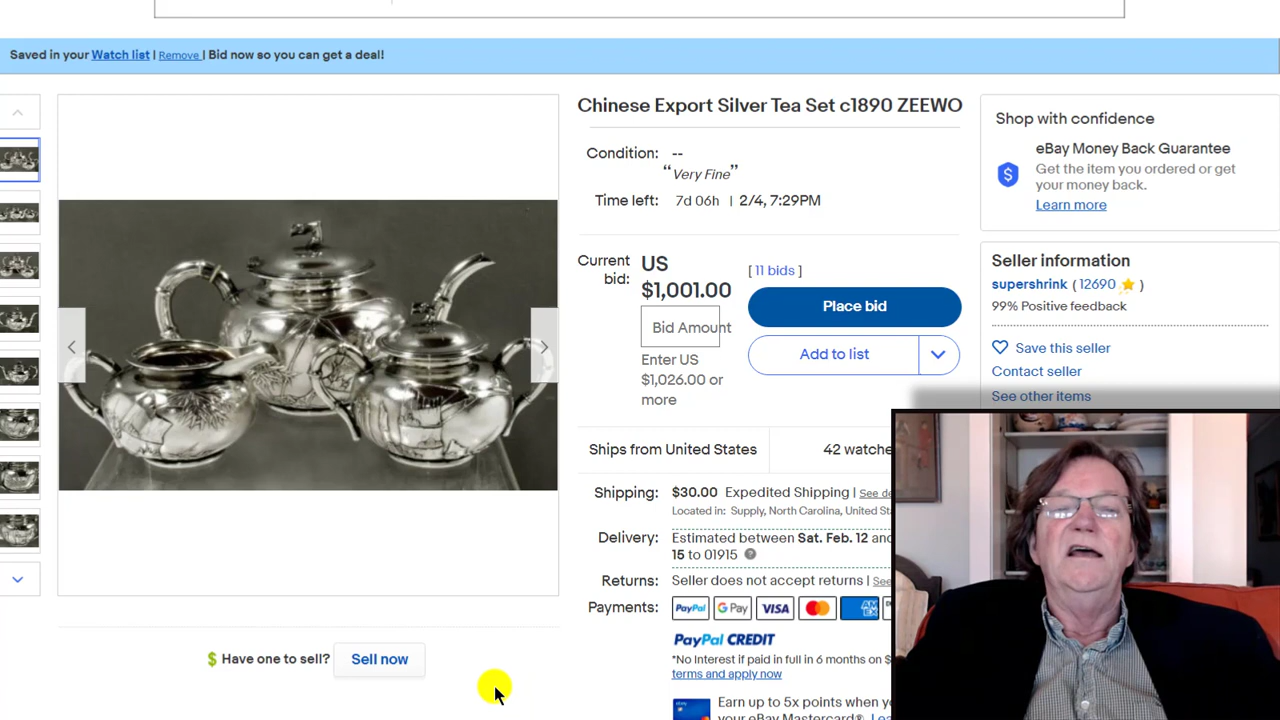 Saved in your Watch list | Remove | Bid now so you can get a deal!
Chinese Export Silver Tea Set c1890 ZEEWO
Condition: --
“Very Fine”
Time left: 7d 06h | 2/4, 7:29PM
Current bid:
US $1,001.00
[ 11 bids ]
Place bid
Bid Amount
Enter US
$1,026.00 or
more
Add to list
Ships from United States
42 watche
Shipping: $30.00 Expedited Shipping | See de
Located in: Supply, North Carolina, United Sta
Delivery: Estimated between Sat. Feb. 12 and
15 to 01915
Returns: Seller does not accept returns | See
Payments: PayPal G Pay VISA
PayPal CREDIT
*No Interest if paid in full in 6 months on $
terms and apply now
Earn up to 5x points when y
your eBay Mastercard®. Lea
Have one to sell? Sell now
Shop with confidence
eBay Money Back Guarantee
Get the item you ordered or get
your money back.
Learn more
Seller information
supershrink ( 12690 )
99% Positive feedback
Save this seller
Contact seller
See other items